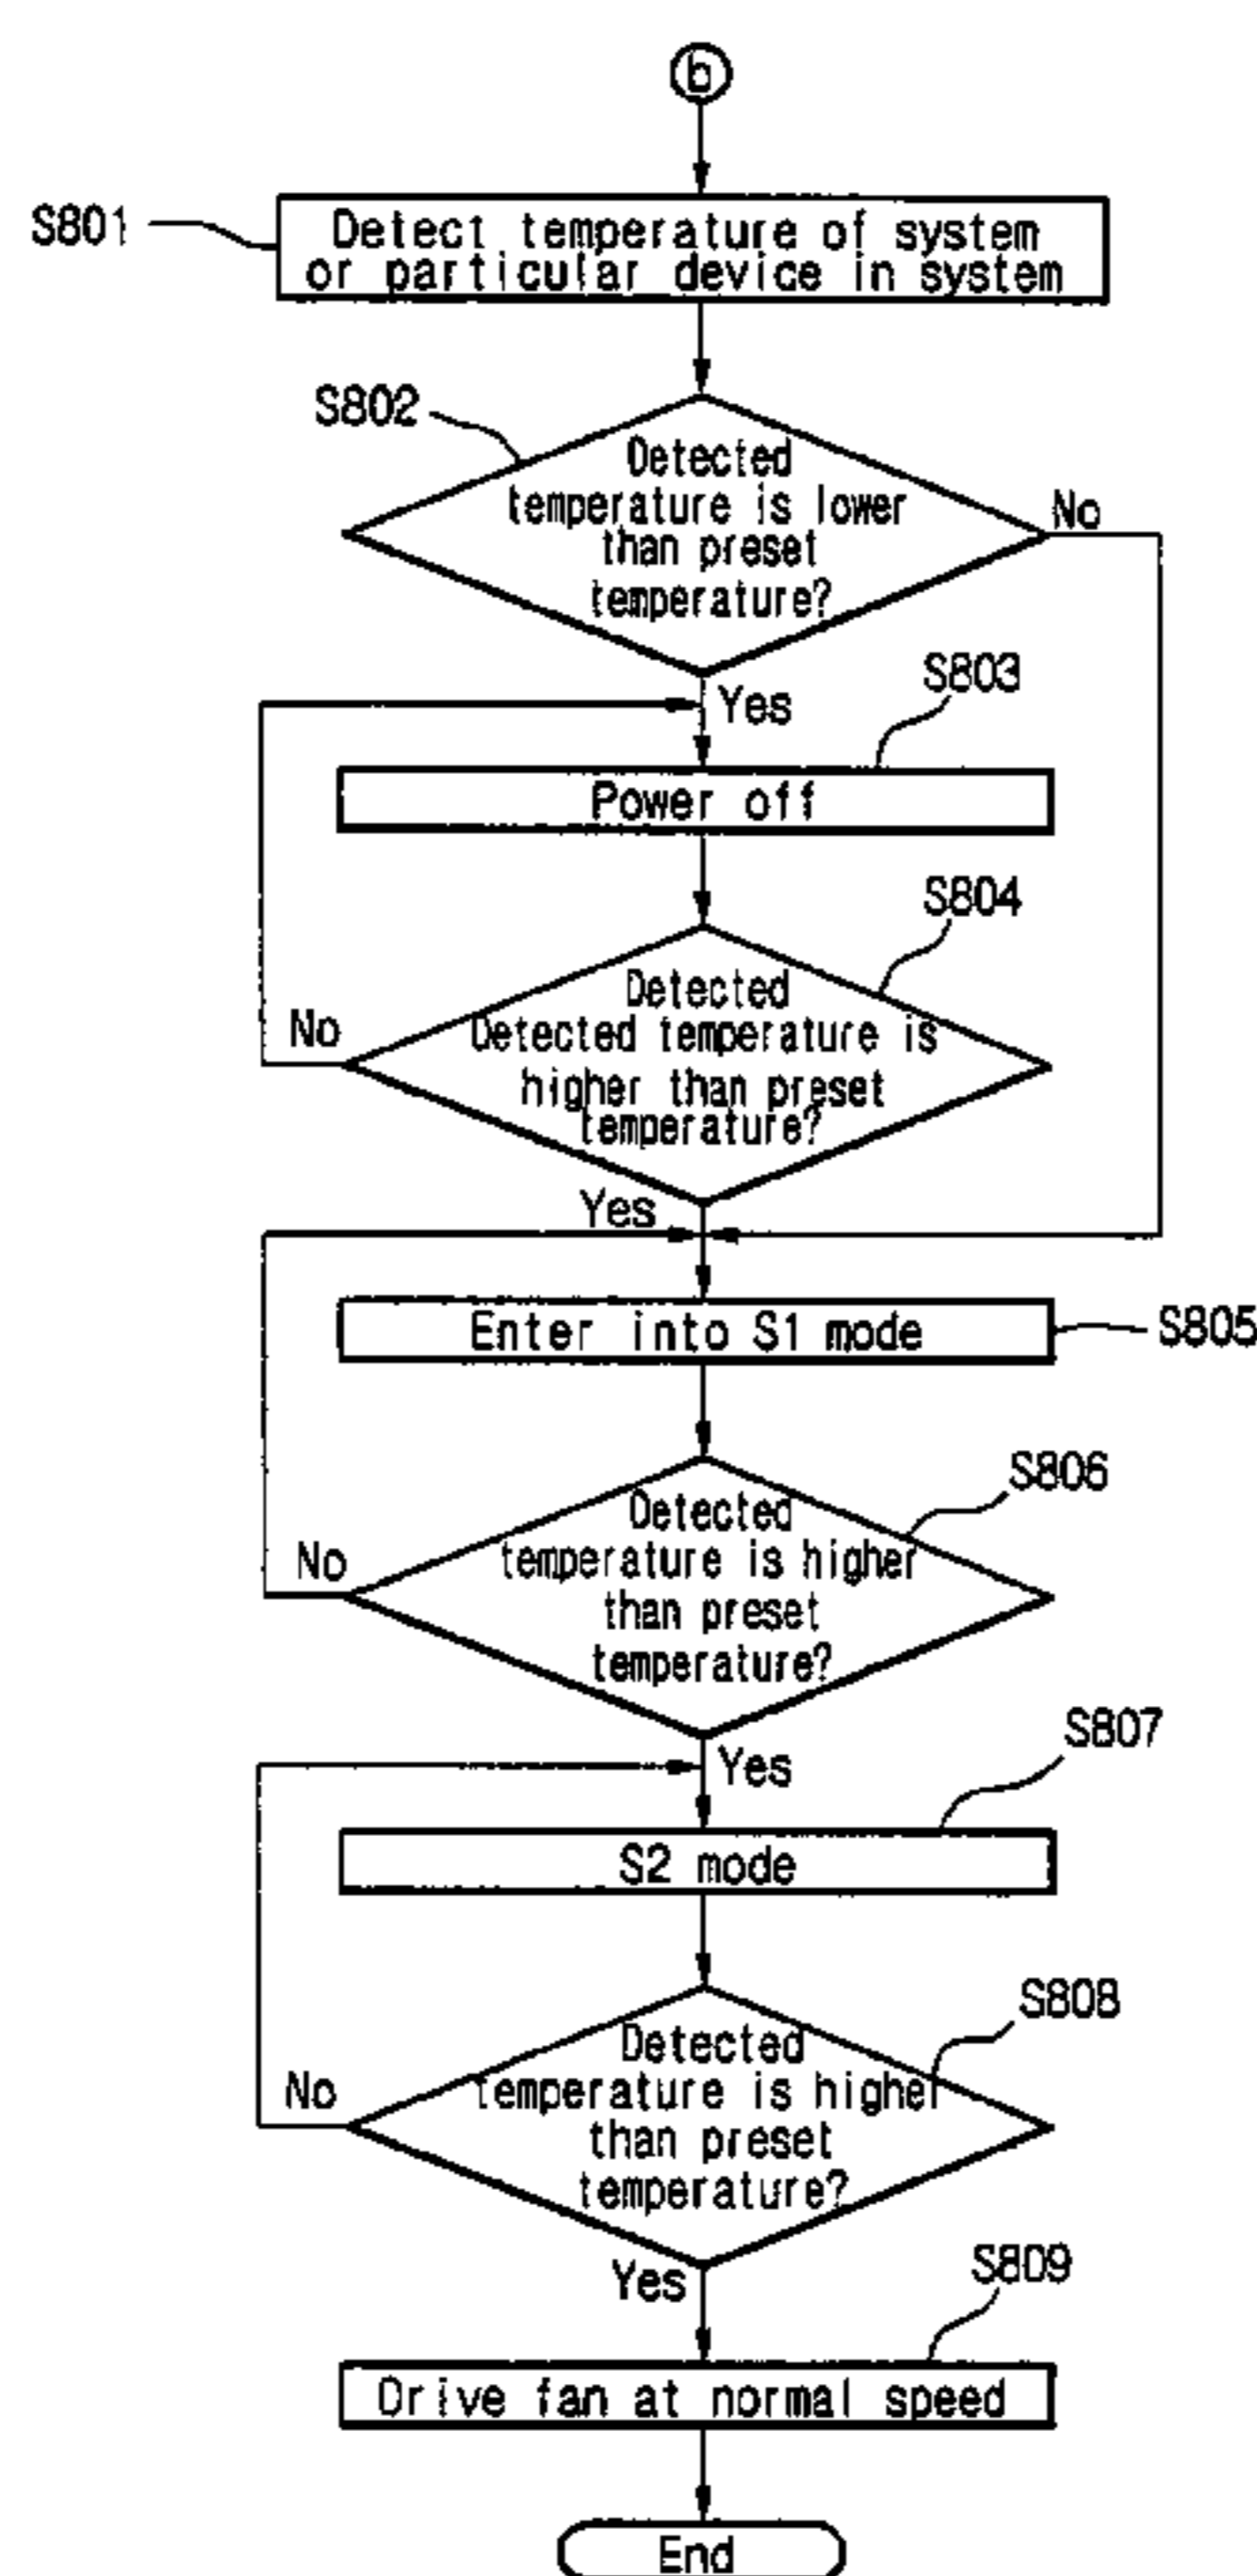 b
S801
Detect temperature of system
or particular device in system
S802
Detected
temperature is lower
than preset
temperature?
No
Yes
S803
Power off
S804
Detected
Detected temperature is
higher than preset
temperature?
No
Yes
Enter into S1 mode
S805
S806
Detected
temperature is higher
than preset
temperature?
No
Yes
S807
S2 mode
S808
Detected
temperature is higher
than preset
temperature?
No
Yes
S809
Drive fan at normal speed
End